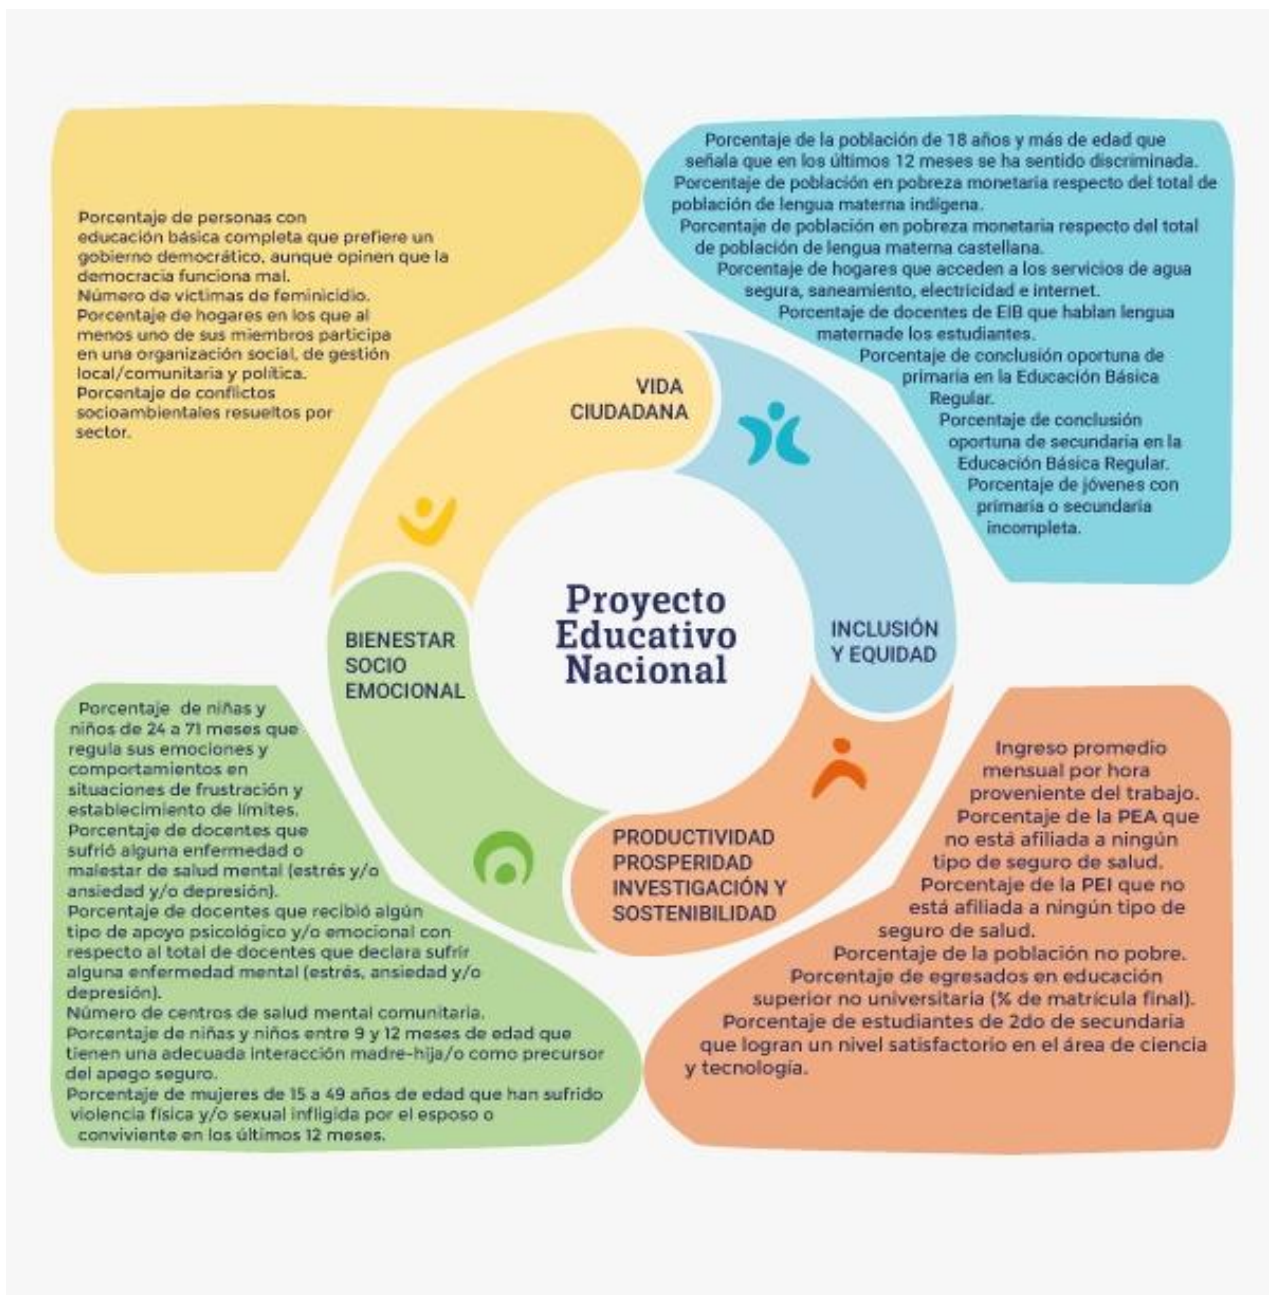 Porcentaje de personas con
educación básica completa que prefiere un
gobierno democrático, aunque opinen que la
democracia funciona mal.
Número de víctimas de feminicidio.
Porcentaje de hogares en los que al
menos uno de sus miembros participa
en una organización social, de gestión
local/comunitaria y política.
Porcentaje de conflictos
socioambientales resueltos por
sector.
Porcentaje de la población de 18 años y más de edad que
señala que en los últimos 12 meses se ha sentido discriminada.
Porcentaje de población en pobreza monetaria respecto del total de
población de lengua materna indígena.
Porcentaje de población en pobreza monetaria respecto del total
de población de lengua materna castellana.
Porcentaje de hogares que acceden a los servicios de agua
segura, saneamiento, electricidad e internet.
Porcentaje de docentes de EIB que hablan lengua
maternade los estudiantes.
Porcentaje de conclusión oportuna de
primaria en la Educación Básica
Regular.
Porcentaje de conclusión
oportuna de secundaria en la
Educación Básica Regular.
Porcentaje de jóvenes con
primaria o secundaria
incompleta.
VIDA
CIUDADANA
INCLUSIÓN
Y EQUIDAD
Proyecto
Educativo
Nacional
BIENESTAR
SOCIO
EMOCIONAL
PRODUCTIVIDAD
PROSPERIDAD
INVESTIGACIÓN Y
SOSTENIBILIDAD
Porcentaje de niñas y
niños de 24 a 71 meses que
regula sus emociones y
comportamientos en
situaciones de frustración y
establecimiento de límites.
Porcentaje de docentes que
sufrió alguna enfermedad o
malestar de salud mental (estrés y/o
ansiedad y/o depresión).
Porcentaje de docentes que recibió algún
tipo de apoyo psicológico y/o emocional con
respecto al total de docentes que declara sufrir
alguna enfermedad mental (estrés, ansiedad y/o
depresión).
Número de centros de salud mental comunitaria.
Porcentaje de niñas y niños entre 9 y 12 meses de edad que
tienen una adecuada interacción madre-hija/o como precursor
del apego seguro.
Porcentaje de mujeres de 15 a 49 años de edad que han sufrido
violencia física y/o sexual infligida por el esposo o
conviviente en los últimos 12 meses.
Ingreso promedio
mensual por hora
proveniente del trabajo.
Porcentaje de la PEA que
no está afiliada a ningún
tipo de seguro de salud.
Porcentaje de la PEI que no
está afiliada a ningún tipo de
seguro de salud.
Porcentaje de la población no pobre.
Porcentaje de egresados en educación
superior no universitaria (% de matrícula final).
Porcentaje de estudiantes de 2do de secundaria
que logran un nivel satisfactorio en el área de ciencia
y tecnología.